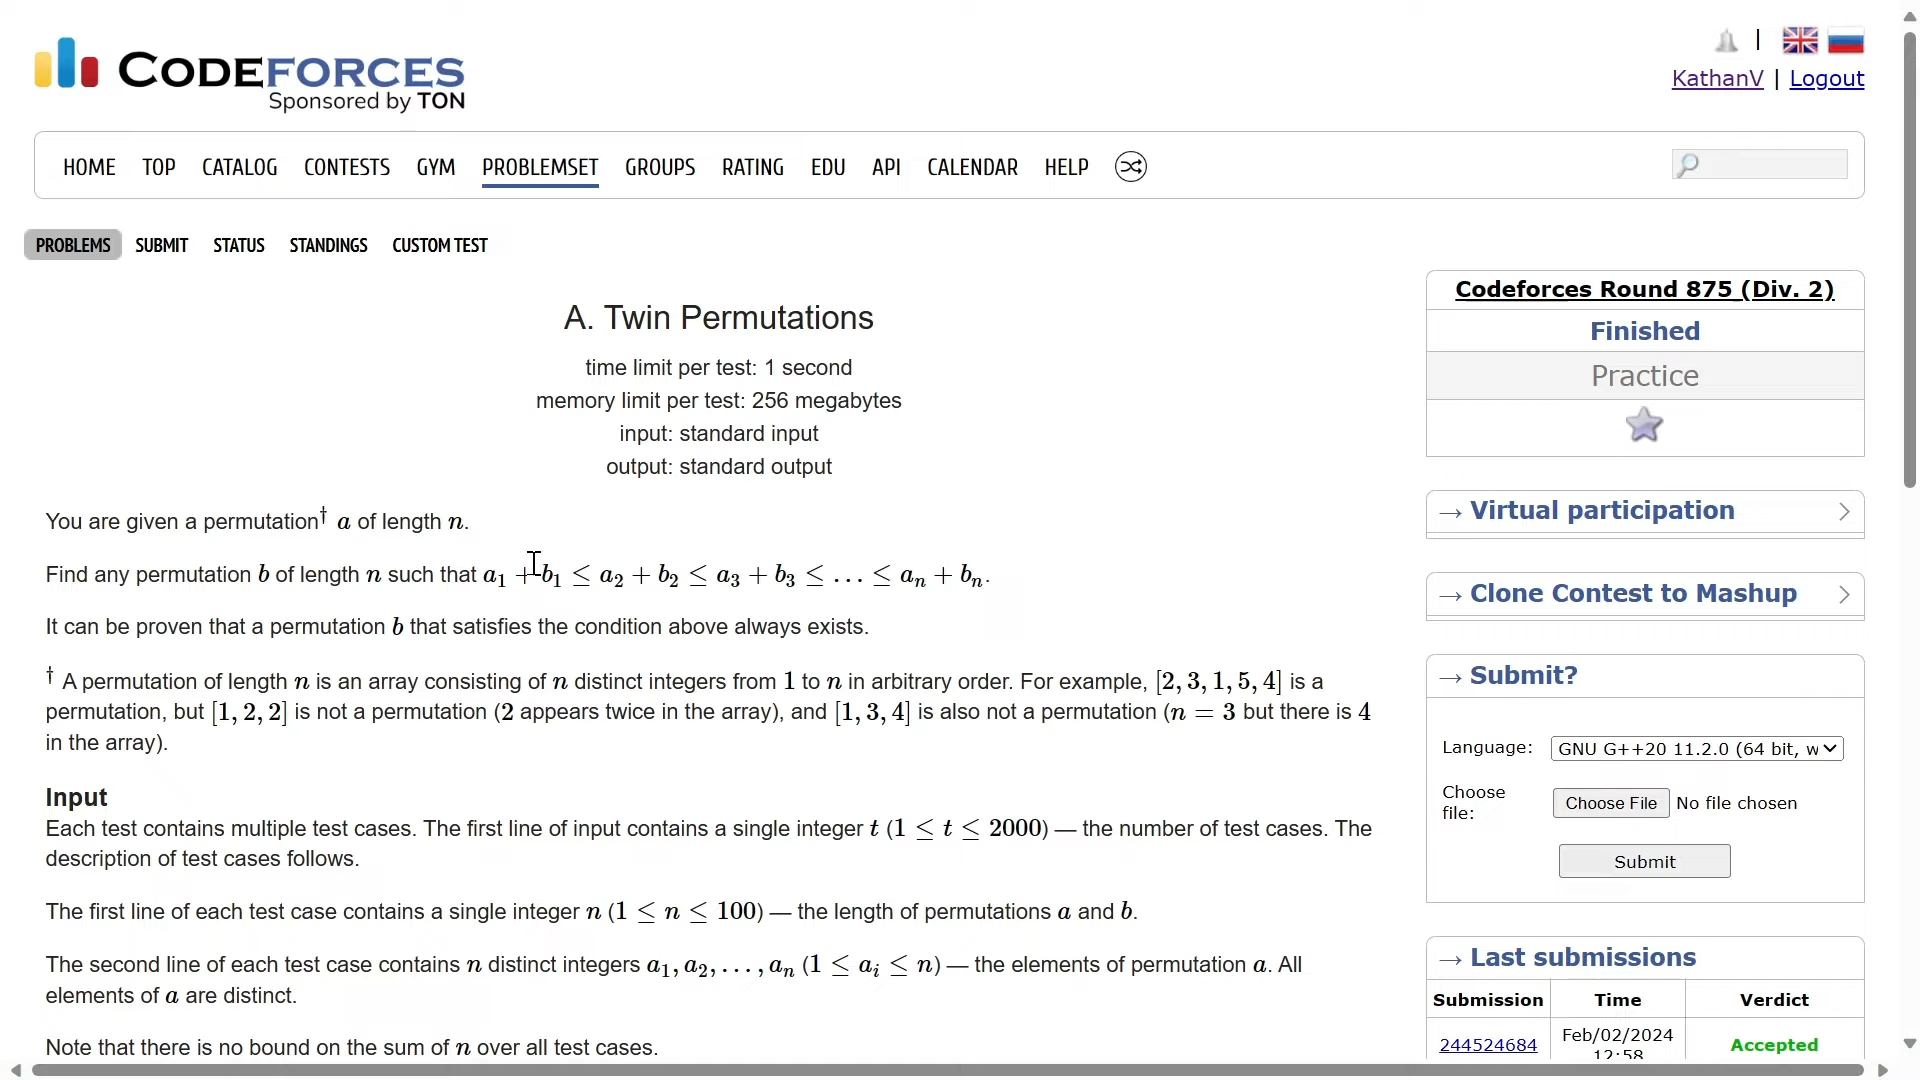 CODEFORCES
Sponsored by TON
|
KathanV | Logout
HOME TOP CATALOG CONTESTS GYM PROBLEMSET GROUPS RATING EDU API CALENDAR HELP
PROBLEMS SUBMIT STATUS STANDINGS CUSTOM TEST
A. Twin Permutations
time limit per test: 1 second
memory limit per test: 256 megabytes
input: standard input
output: standard output
You are given a permutation† a of length n.
Find any permutation b of length n such that a₁ + b₁ ≤ a₂ + b₂ ≤ a₃ + b₃ ≤ … ≤ aₙ + bₙ.
It can be proven that a permutation b that satisfies the condition above always exists.
† A permutation of length n is an array consisting of n distinct integers from 1 to n in arbitrary order. For example, [2, 3, 1, 5, 4] is a
permutation, but [1, 2, 2] is not a permutation (2 appears twice in the array), and [1, 3, 4] is also not a permutation (n = 3 but there is 4
in the array).
Input
Each test contains multiple test cases. The first line of input contains a single integer t (1 ≤ t ≤ 2000) — the number of test cases. The
description of test cases follows.
The first line of each test case contains a single integer n (1 ≤ n ≤ 100) — the length of permutations a and b.
The second line of each test case contains n distinct integers a₁, a₂, …, aₙ (1 ≤ aᵢ ≤ n) — the elements of permutation a. All
elements of a are distinct.
Note that there is no bound on the sum of n over all test cases.
Codeforces Round 875 (Div. 2)
Finished
Practice
→ Virtual participation
→ Clone Contest to Mashup
→ Submit?
Language: GNU G++20 11.2.0 (64 bit, w
Choose
file: Choose File No file chosen
Submit
→ Last submissions
Submission Time Verdict
244524684 Feb/02/2024 Accepted
12:58